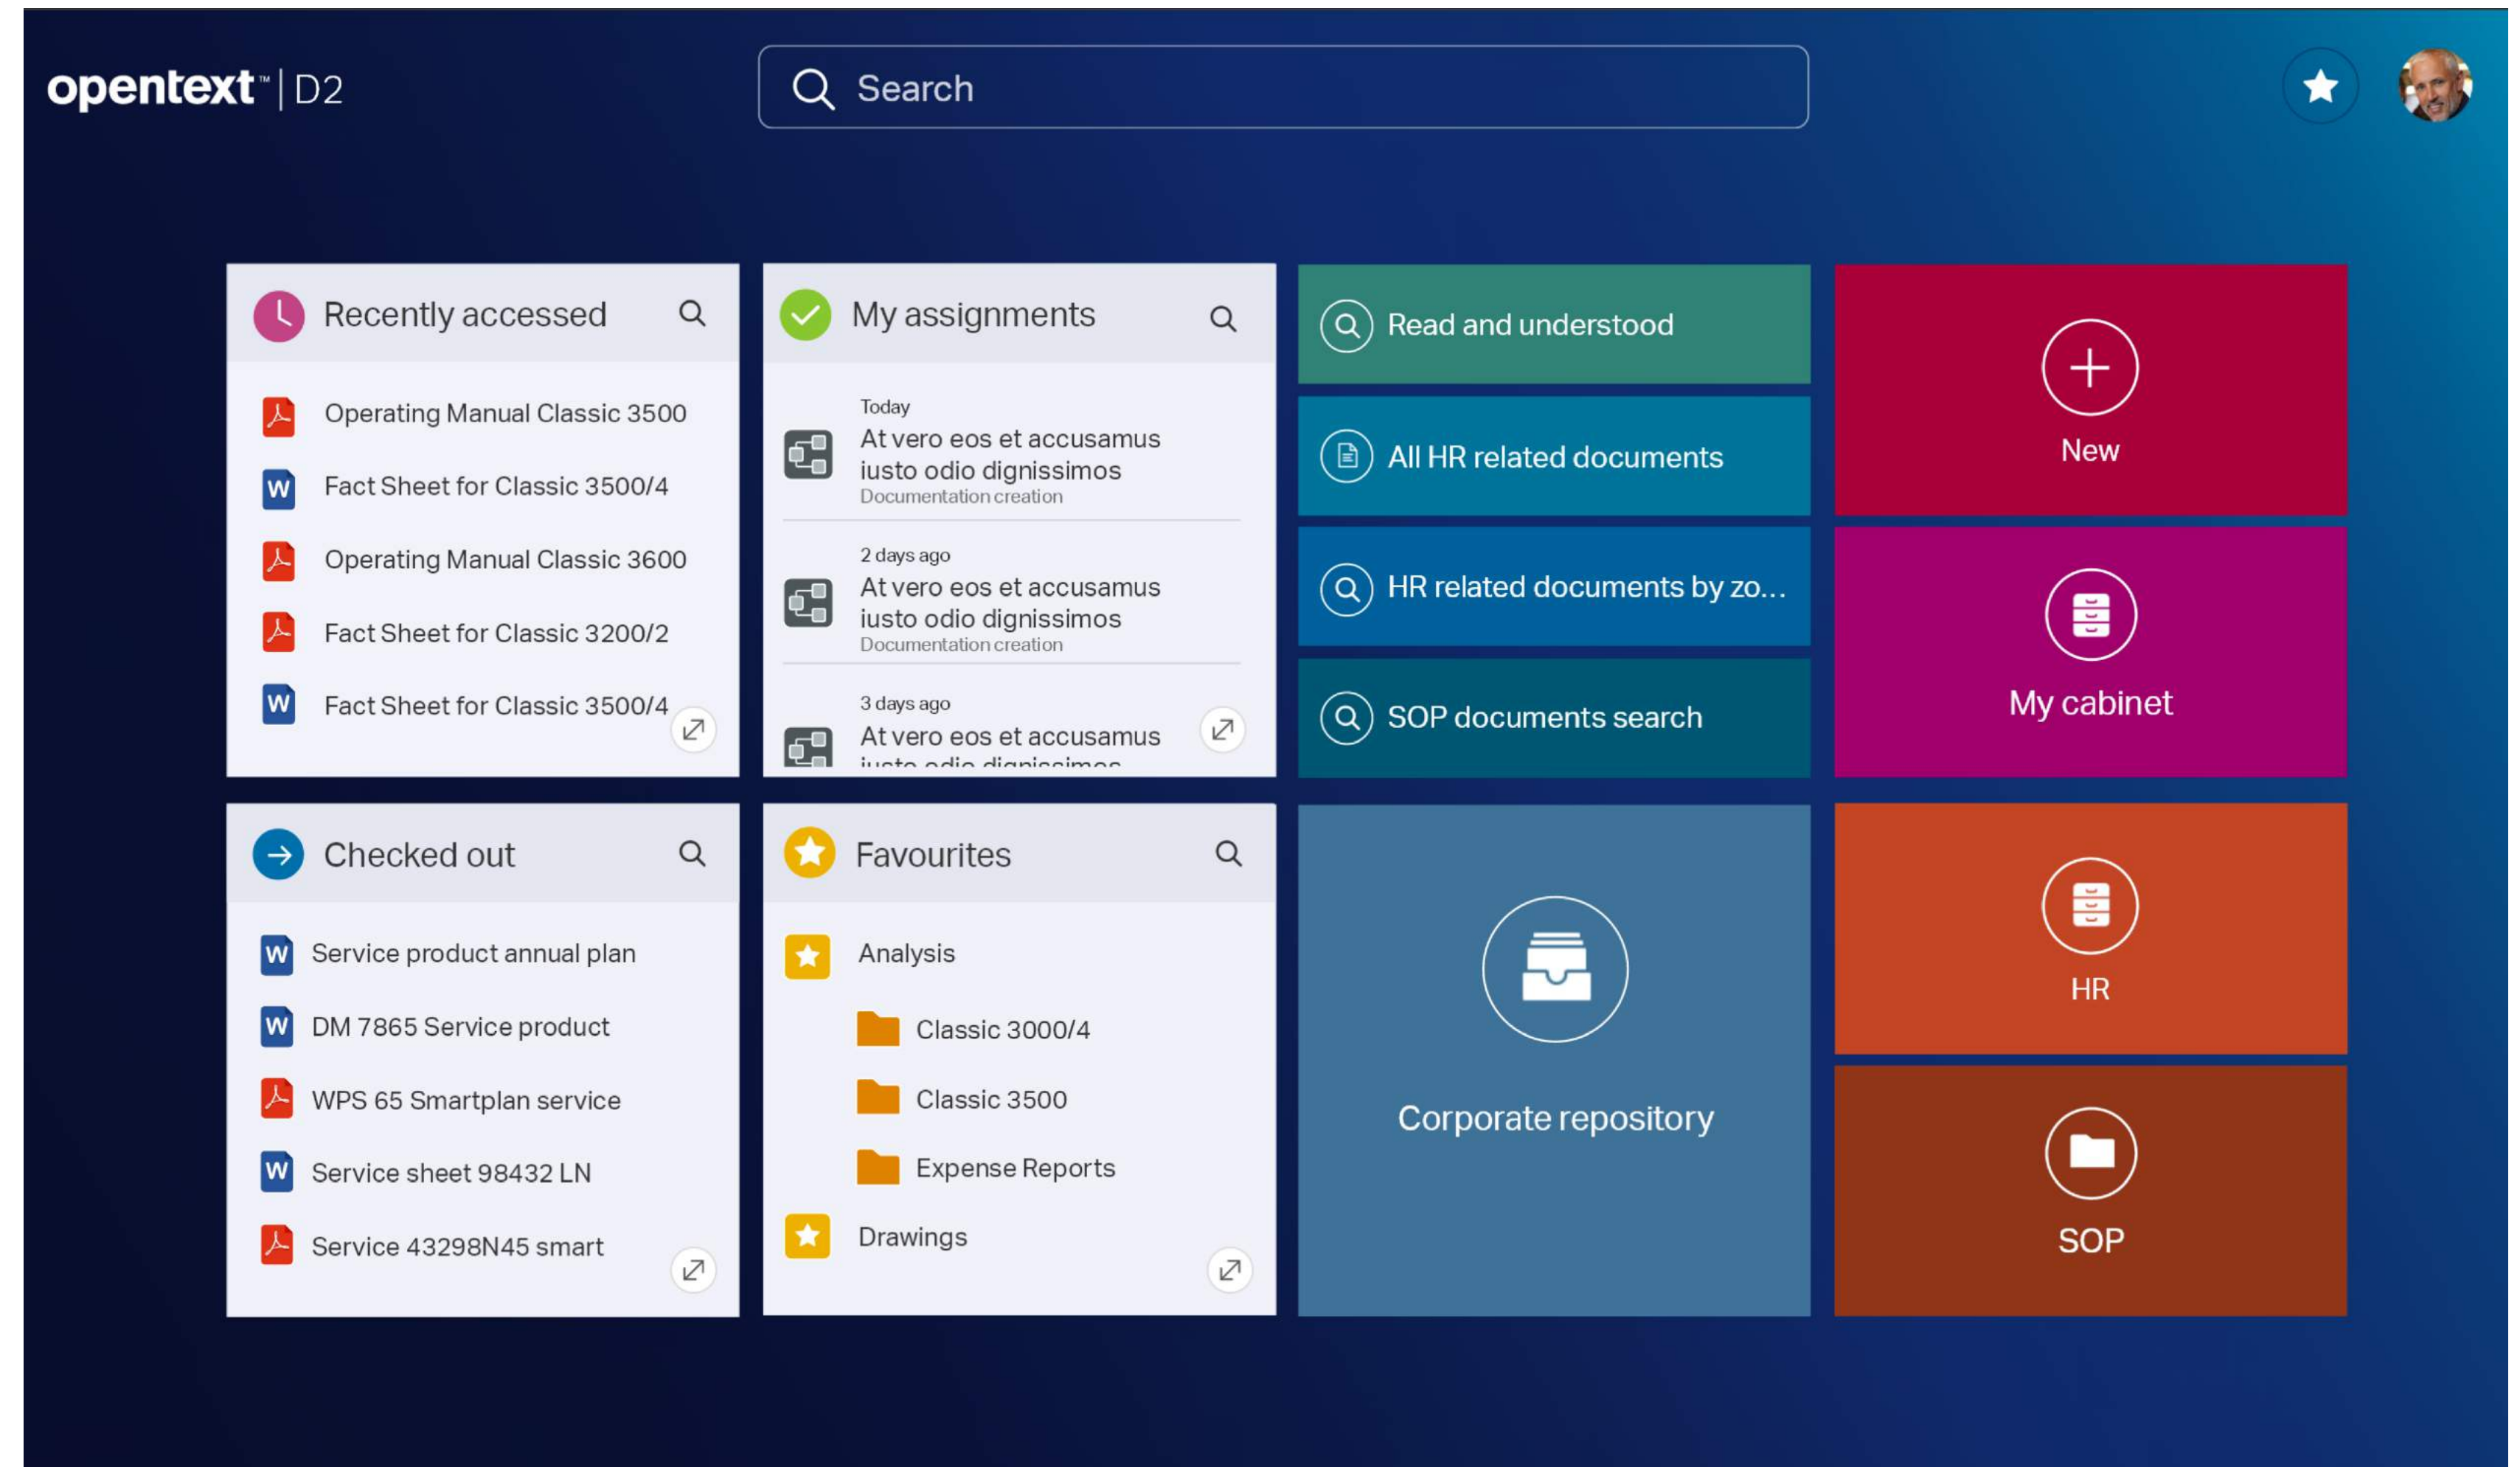 opentext™ | D2
Search
Recently accessed
Operating Manual Classic 3500
Fact Sheet for Classic 3500/4
Operating Manual Classic 3600
Fact Sheet for Classic 3200/2
Fact Sheet for Classic 3500/4
My assignments
Today
At vero eos et accusamus
iusto odio dignissimos
Documentation creation
2 days ago
At vero eos et accusamus
iusto odio dignissimos
Documentation creation
3 days ago
At vero eos et accusamus
iusto odio dignissimos
Read and understood
All HR related documents
HR related documents by zo...
SOP documents search
New
My cabinet
Checked out
Service product annual plan
DM 7865 Service product
WPS 65 Smartplan service
Service sheet 98432 LN
Service 43298N45 smart
Favourites
Analysis
Classic 3000/4
Classic 3500
Expense Reports
Drawings
Corporate repository
HR
SOP